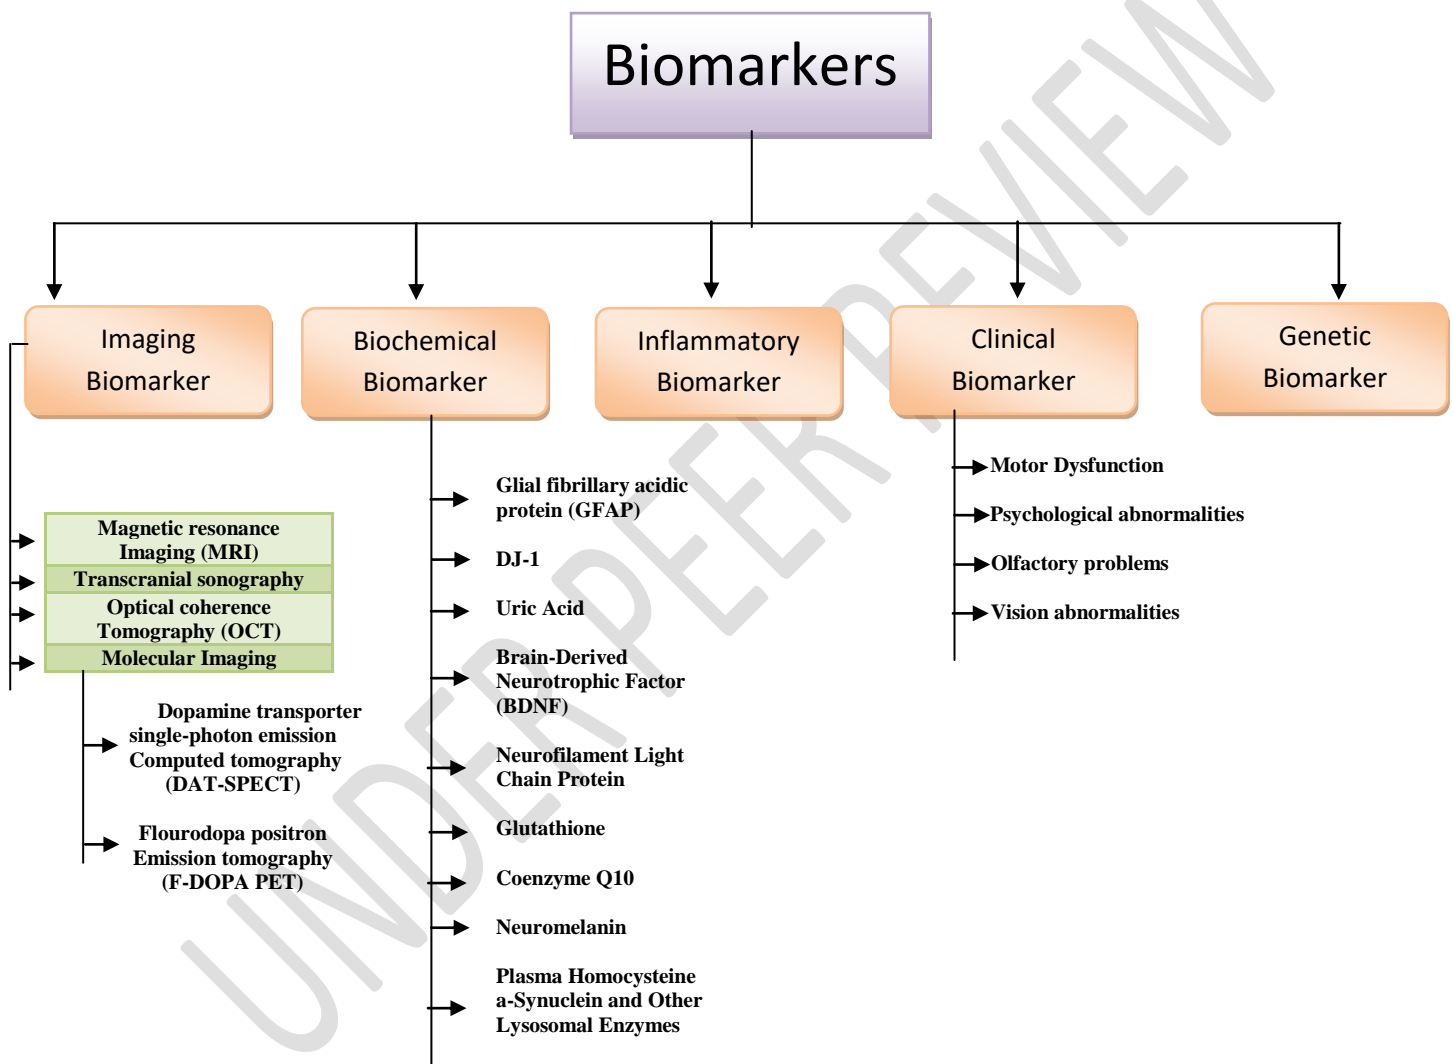 Biomarkers
Imaging
Biomarker
Biochemical
Biomarker
Inflammatory
Biomarker
Clinical
Biomarker
Genetic
Biomarker
Magnetic resonance
Imaging (MRI)
Transcranial sonography
Optical coherence
Tomography (OCT)
Molecular Imaging
Dopamine transporter
single-photon emission
Computed tomography
(DAT-SPECT)
Flourodopa positron
Emission tomography
(F-DOPA PET)
Glial fibrillary acidic
protein (GFAP)
DJ-1
Uric Acid
Brain-Derived
Neurotrophic Factor
(BDNF)
Neurofilament Light
Chain Protein
Glutathione
Coenzyme Q10
Neuromelanin
Plasma Homocysteine
a-Synuclein and Other
Lysosomal Enzymes
Motor Dysfunction
Psychological abnormalities
Olfactory problems
Vision abnormalities
UNDER PEER REVIEW